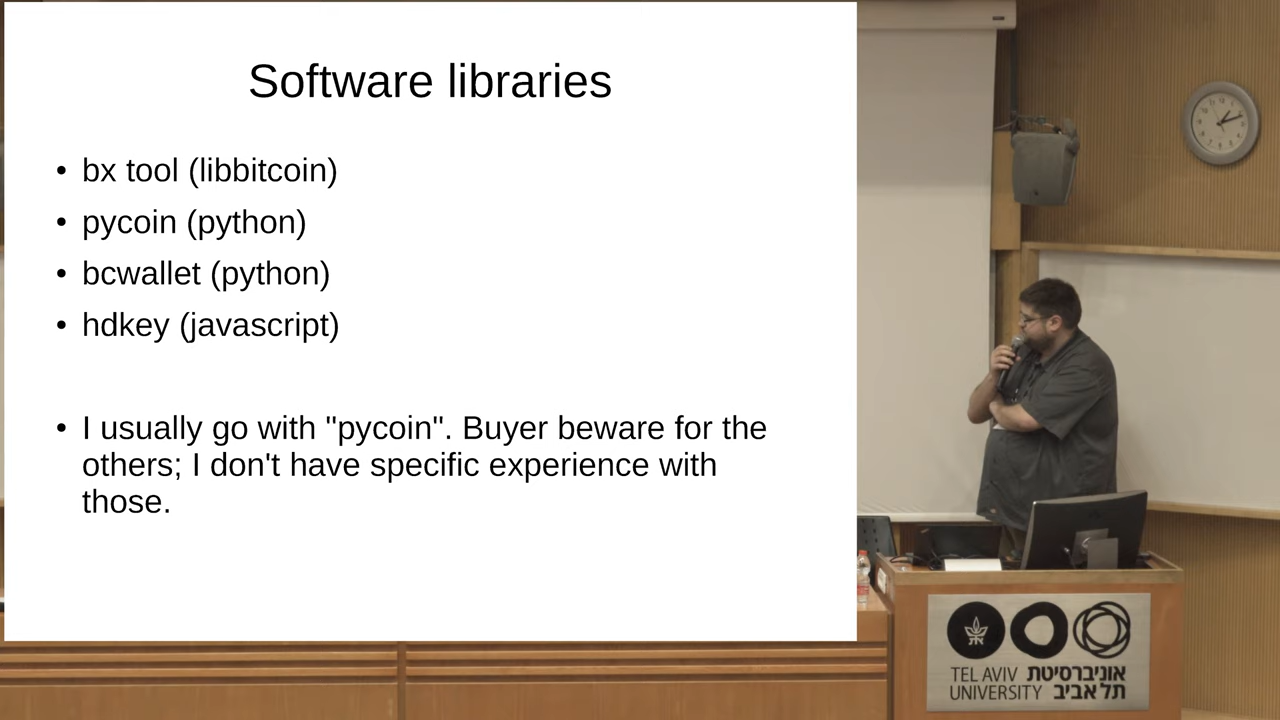 Software libraries
• bx tool (libbitcoin)
• pycoin (python)
• bcwallet (python)
• hdkey (javascript)
• I usually go with "pycoin". Buyer beware for the
others; I don't have specific experience with
those.
TEL AVIV אוניברסיטת
UNIVERSITY תל אביב